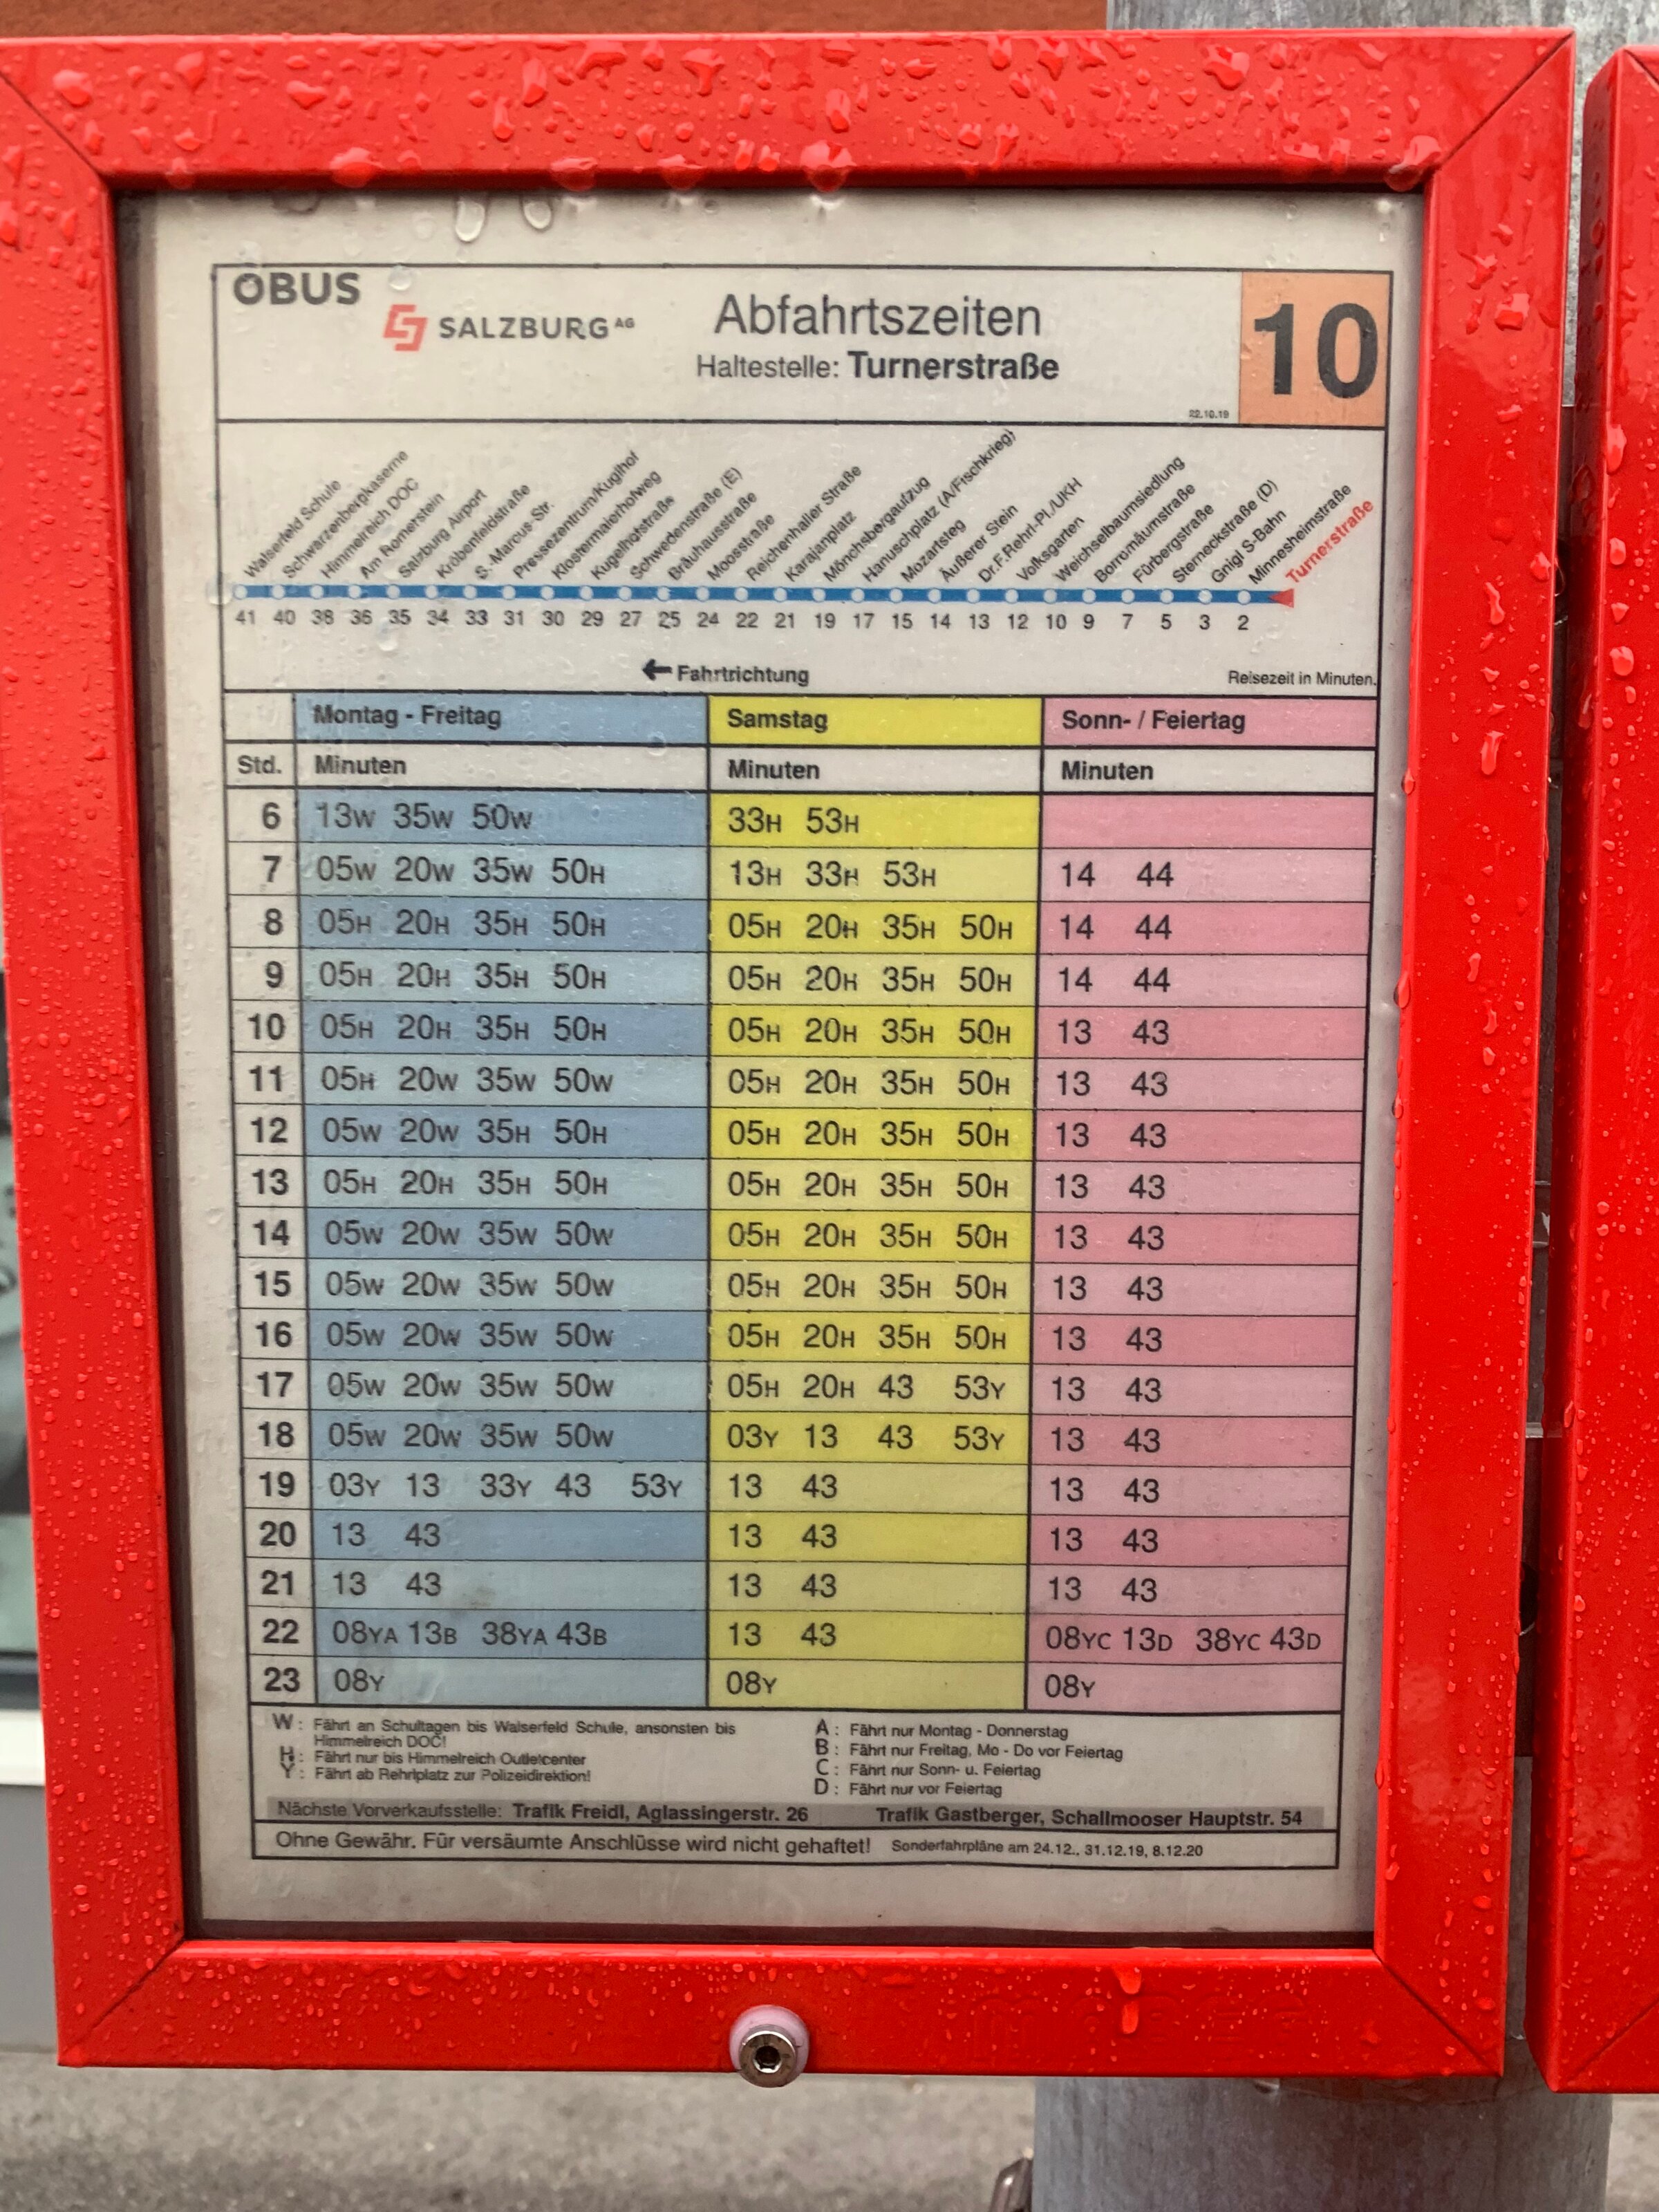 OBUS
SALZBURG AG
Abfahrtszeiten
Haltestelle: Turnerstraße
10
22.10.19
Walserfeld Schule
Schwarzenbergkaserne
Himmelreich DOC
Am Römerstein
Salzburg Airport
Kröbenfeldstraße
S.-Marcus-Str.
Pressezentrum/Kuglhof
Klostermaierhofweg
Kugelhofstraße
Schwedenstraße (E)
Bräuhausstraße
Moosstraße
Reichenhaller Straße
Karajanplatz
Mönchsbergaufzug
Hanuschplatz (A/Fischkrieg)
Mozartsteg
Äußerer Stein
Dr.F.Rehrl-Pl./UKH
Volksgarten
Weichselbaumsiedlung
Borromäumstraße
Fürbergstraße
Sterneckstraße (D)
Gnigl S-Bahn
Minnesheimstraße
Turnerstraße
41 40 38 36 35 34 33 31 30 29 27 25 24 22 21 19 17 15 14 13 12 10 9 7 5 3 2
← Fahrtrichtung Reisezeit in Minuten.
Montag - Freitag Samstag Sonn- / Feiertag
Std. Minuten Minuten Minuten
6 13W 35W 50W 33H 53H
7 05W 20W 35W 50H 13H 33H 53H 14 44
8 05H 20H 35H 50H 05H 20H 35H 50H 14 44
9 05H 20H 35H 50H 05H 20H 35H 50H 14 44
10 05H 20H 35H 50H 05H 20H 35H 50H 13 43
11 05H 20W 35W 50W 05H 20H 35H 50H 13 43
12 05W 20W 35H 50H 05H 20H 35H 50H 13 43
13 05H 20H 35H 50H 05H 20H 35H 50H 13 43
14 05W 20W 35W 50W 05H 20H 35H 50H 13 43
15 05W 20W 35W 50W 05H 20H 35H 50H 13 43
16 05W 20W 35W 50W 05H 20H 35H 50H 13 43
17 05W 20W 35W 50W 05H 20H 43 53Y 13 43
18 05W 20W 35W 50W 03Y 13 43 53Y 13 43
19 03Y 13 33Y 43 53Y 13 43 13 43
20 13 43 13 43 13 43
21 13 43 13 43 13 43
22 08YA 13B 38YA 43B 13 43 08YC 13D 38YC 43D
23 08Y 08Y 08Y
W : Fährt an Schultagen bis Walserfeld Schule, ansonsten bis
Himmelreich DOC!
H : Fährt nur bis Himmelreich Outletcenter
Y : Fährt ab Rehrlplatz zur Polizeidirektion!
A : Fährt nur Montag - Donnerstag
B : Fährt nur Freitag, Mo - Do vor Feiertag
C : Fährt nur Sonn- u. Feiertag
D : Fährt nur vor Feiertag
Nächste Vorverkaufsstelle: Trafik Freidl, Aglassingerstr. 26 Trafik Gastberger, Schallmooser Hauptstr. 54
Ohne Gewähr. Für versäumte Anschlüsse wird nicht gehaftet! Sonderfahrpläne am 24.12., 31.12.19, 8.12.20